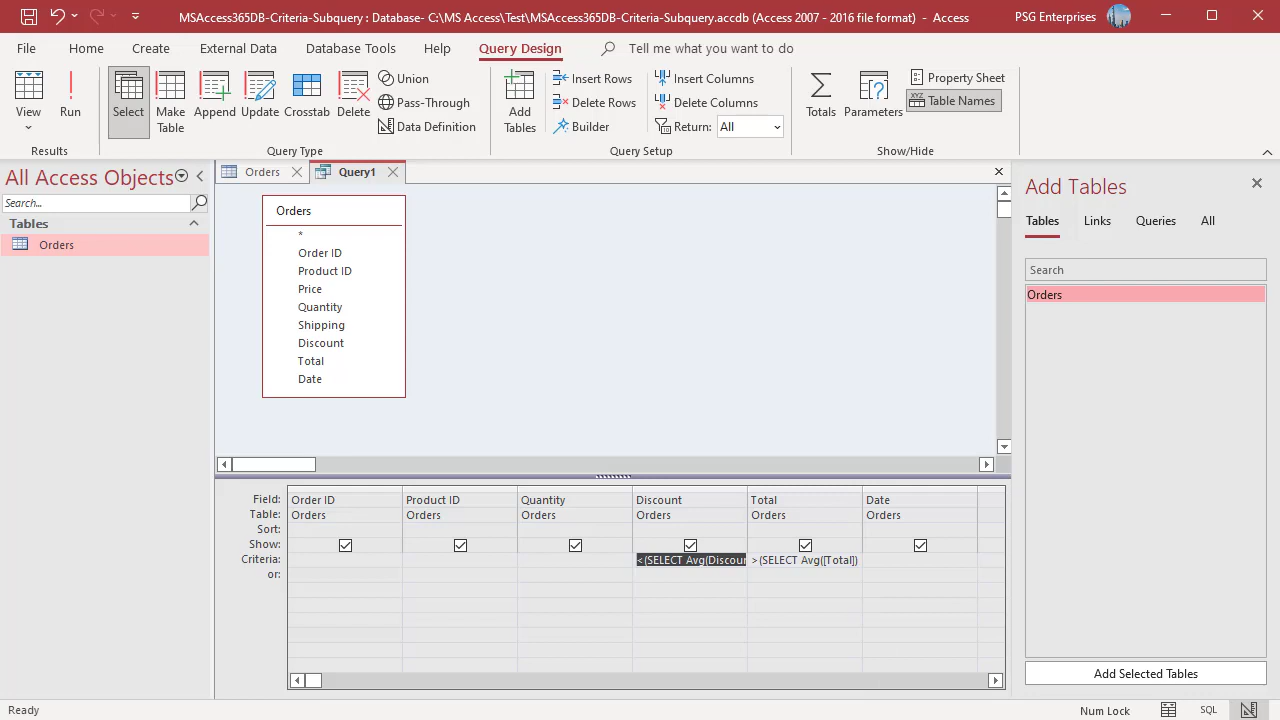 MSAccess365DB-Criteria-Subquery : Database- C:\MS Access\Test\MSAccess365DB-Criteria-Subquery.accdb (Access 2007 - 2016 file format) - Access
PSG Enterprises
File Home Create External Data Database Tools Help Query Design Tell me what you want to do
View
Run
Results
Select
Make Table
Append
Update
Crosstab
Delete
Union
Pass-Through
Data Definition
Query Type
Add Tables
Insert Rows
Delete Rows
Builder
Insert Columns
Delete Columns
Return: All
Query Setup
Totals
Parameters
Property Sheet
XYZ Table Names
Show/Hide
All Access Objects
Search...
Tables
Orders
Orders Query1
Orders
*
Order ID
Product ID
Price
Quantity
Shipping
Discount
Total
Date
Field: Order ID Product ID Quantity Discount Total Date
Table: Orders Orders Orders Orders Orders Orders
Sort:
Show:
Criteria: <(SELECT Avg(Discoun >(SELECT Avg([Total])
or:
Add Tables
Tables Links Queries All
Search
Orders
Add Selected Tables
Ready
Num Lock
SQL